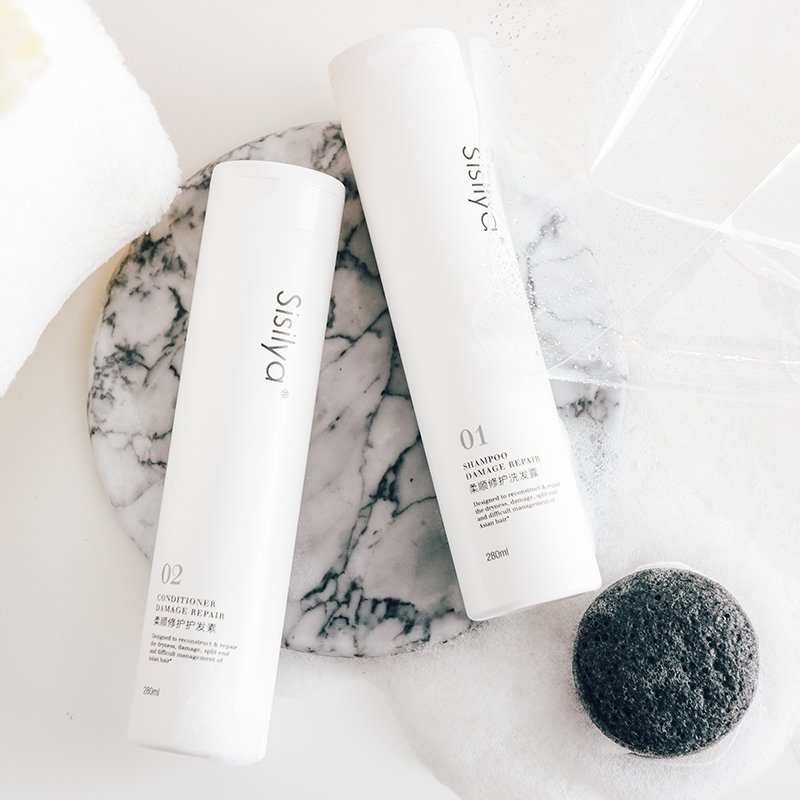 Sisilya
01
SHAMPOO
DAMAGE REPAIR
柔顺修护洗发露
Designed to reconstruct & repair
the dryness, damage, split end
and difficult management of
Asian hair*
280ml
Sisilya®
02
CONDITIONER
DAMAGE REPAIR
柔顺修护护发素
Designed to reconstruct & repair
the dryness, damage, split end
and difficult management of
Asian hair*
280ml